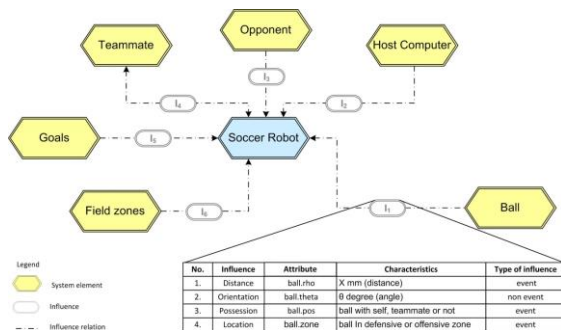 Opponent
Teammate
Host Computer
I3
I4
I2
Goals
I5
Soccer Robot
Field zones
I6
I1
Ball
Legend
System element
Influence
Influence relation
No. Influence Attribute Characteristics Type of influence
1. Distance ball.rho X mm (distance) event
2. Orientation ball.theta θ degree (angle) non event
3. Possession ball.pos ball with self, teammate or not event
4. Location ball.zone ball In defensive or offensive zone event